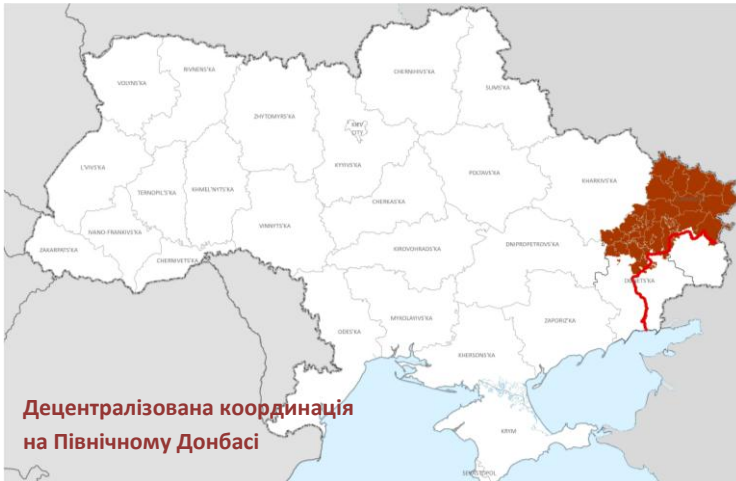 VOLYNS'KA
RIVNENS'KA
CHERNIHIVS'KA
SUMS'KA
ZHYTOMYRS'KA
KYIV
CITY
L'VIVS'KA
KYIVS'KA
POLTAVS'KA
KHARKIVS'KA
TERNOPIL'S'KA
KHMEL'NYTS'KA
CHERKAS'KA
IVANO-FRANKIVS'KA
VINNYTS'KA
ZAKARPATS'KA
KIROVOHRADS'KA
DNIPROPETROVS'KA
CHERNIVETS'KA
DONETS'KA
ODES'KA
MYKOLAYIVS'KA
ZAPORIZ'KA
KHERSONS'KA
Децентралізована координація
на Північному Донбасі
KRYM
SEVASTOPOL